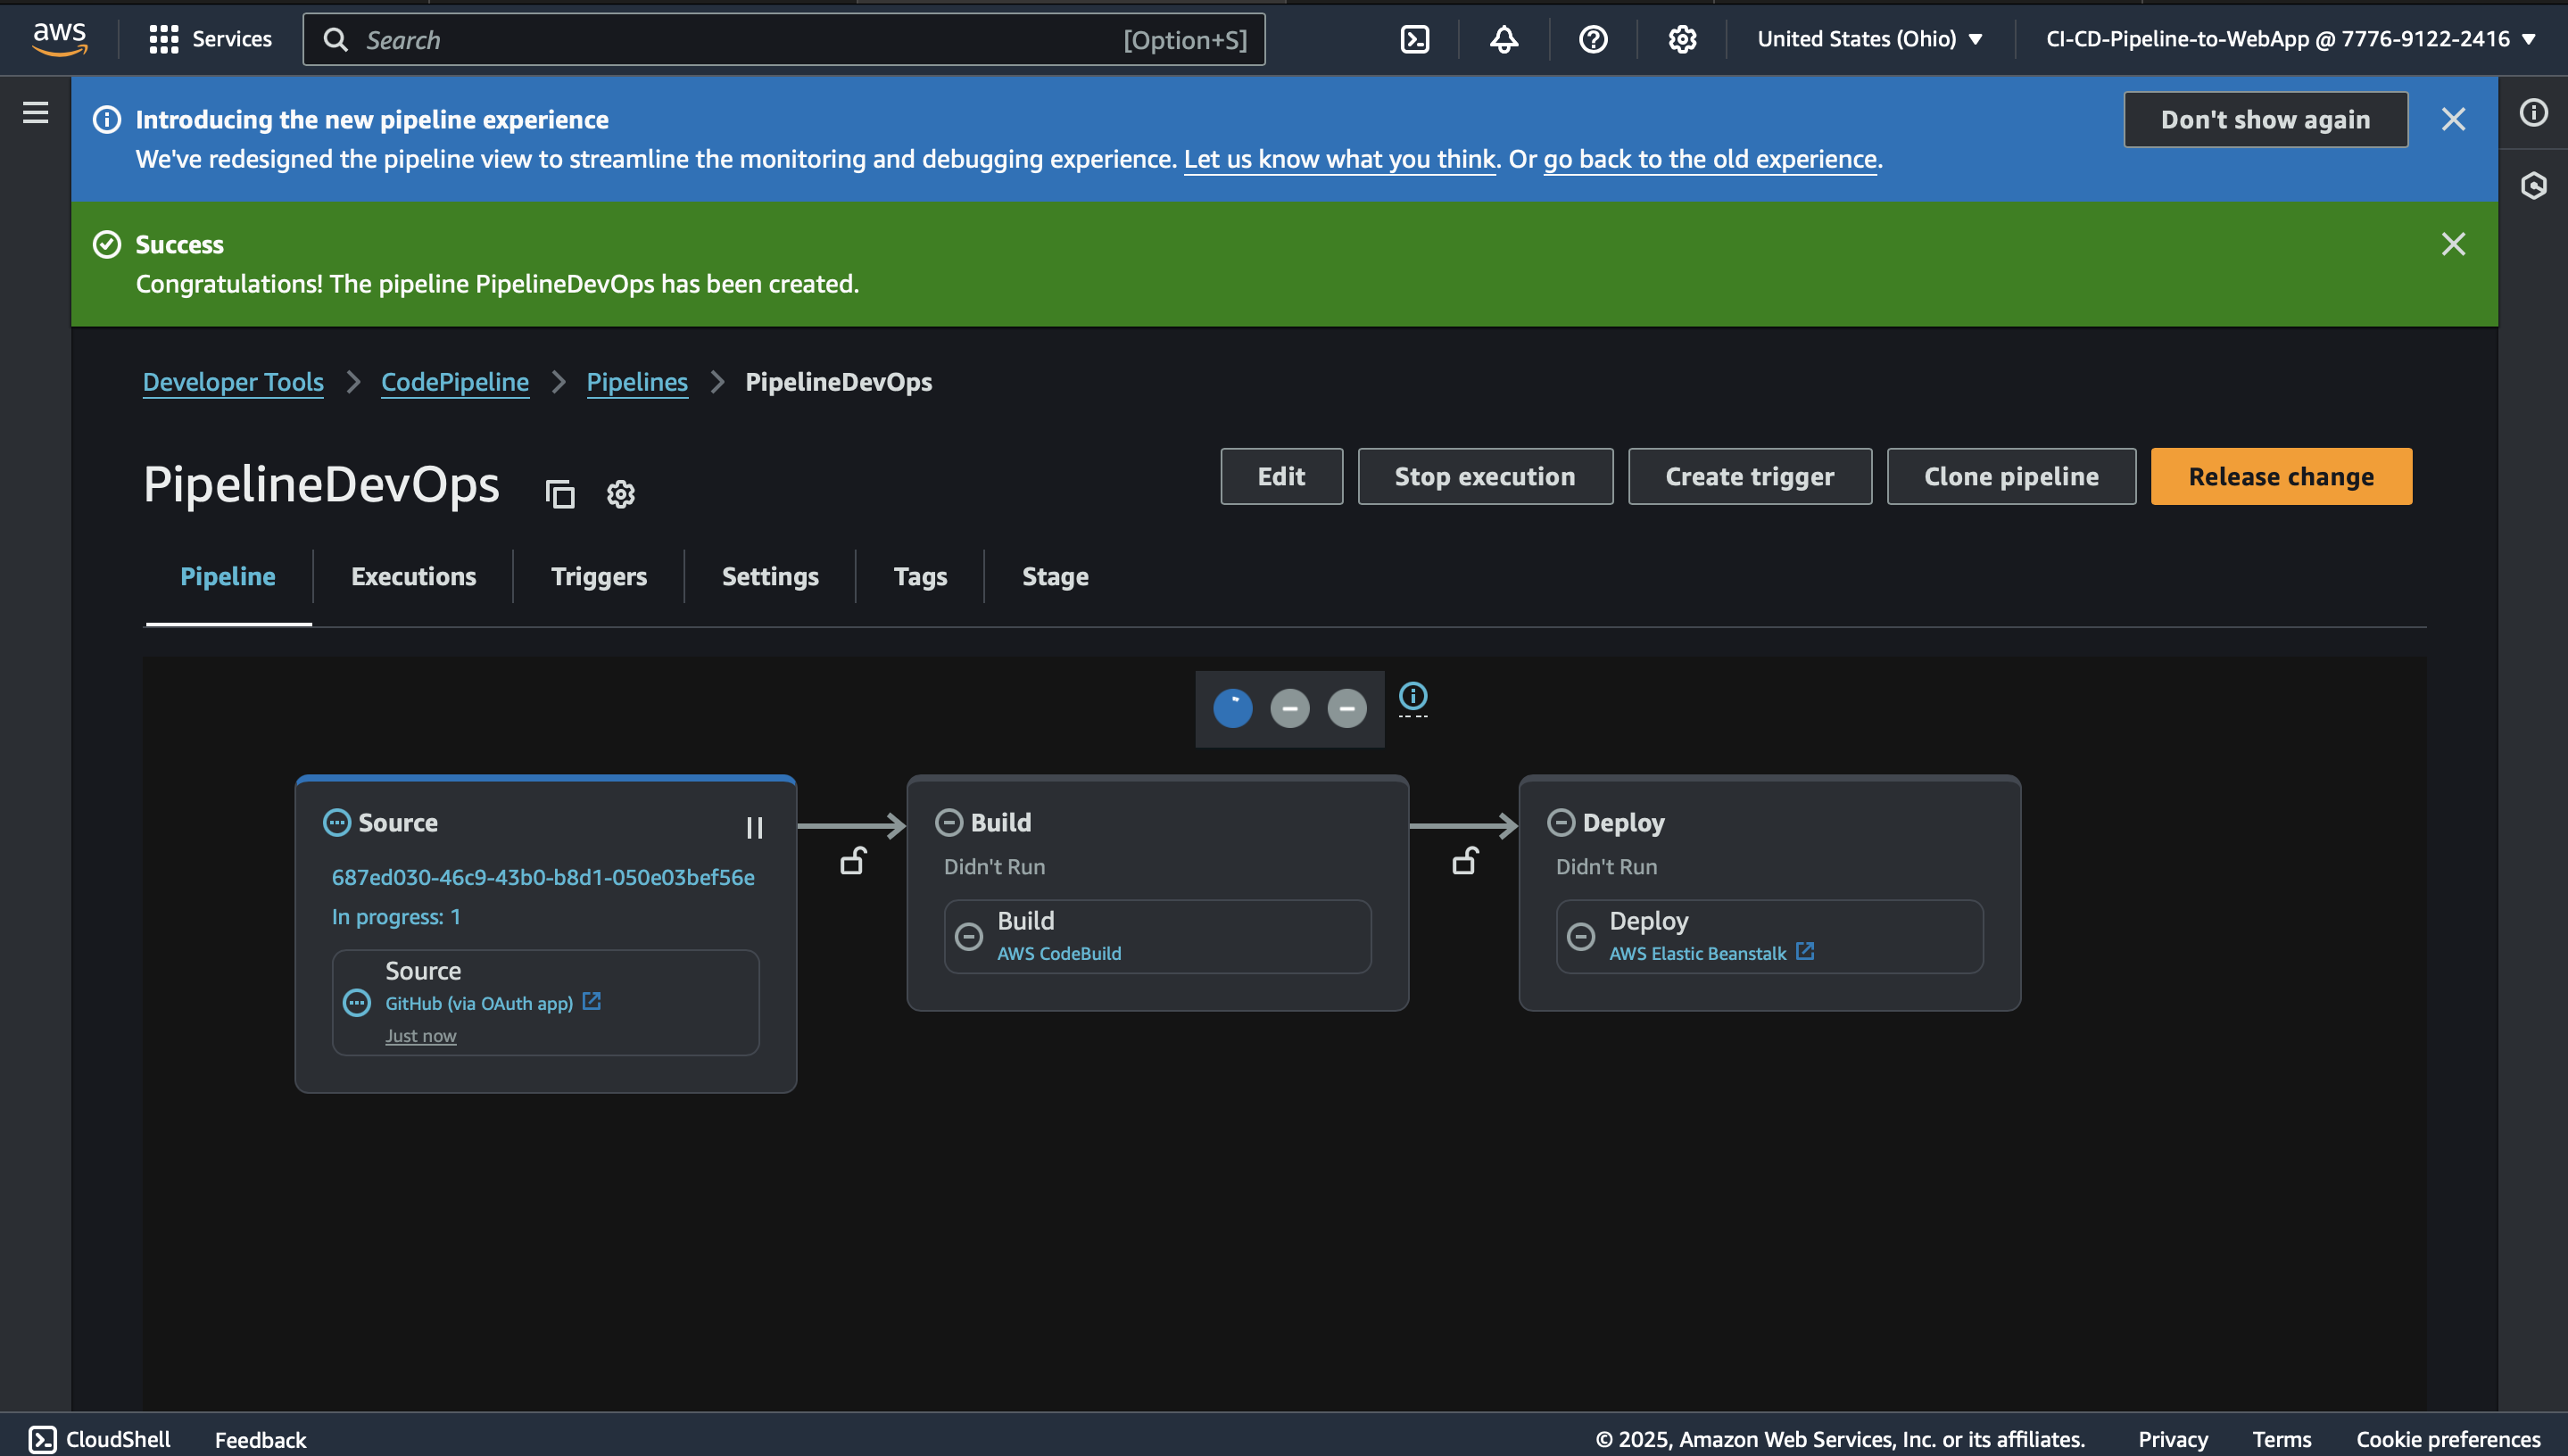 aws
Services
Search
[Option+S]
United States (Ohio)
CI-CD-Pipeline-to-WebApp @ 7776-9122-2416
Introducing the new pipeline experience
Don't show again
We've redesigned the pipeline view to streamline the monitoring and debugging experience. Let us know what you think. Or go back to the old experience.
Success
Congratulations! The pipeline PipelineDevOps has been created.
Developer Tools
CodePipeline
Pipelines
PipelineDevOps
PipelineDevOps
Edit
Stop execution
Create trigger
Clone pipeline
Release change
Pipeline
Executions
Triggers
Settings
Tags
Stage
Source
687ed030-46c9-43b0-b8d1-050e03bef56e
In progress: 1
Source
GitHub (via OAuth app)
Just now
Build
Didn't Run
Build
AWS CodeBuild
Deploy
Didn't Run
Deploy
AWS Elastic Beanstalk
CloudShell
Feedback
© 2025, Amazon Web Services, Inc. or its affiliates.
Privacy
Terms
Cookie preferences